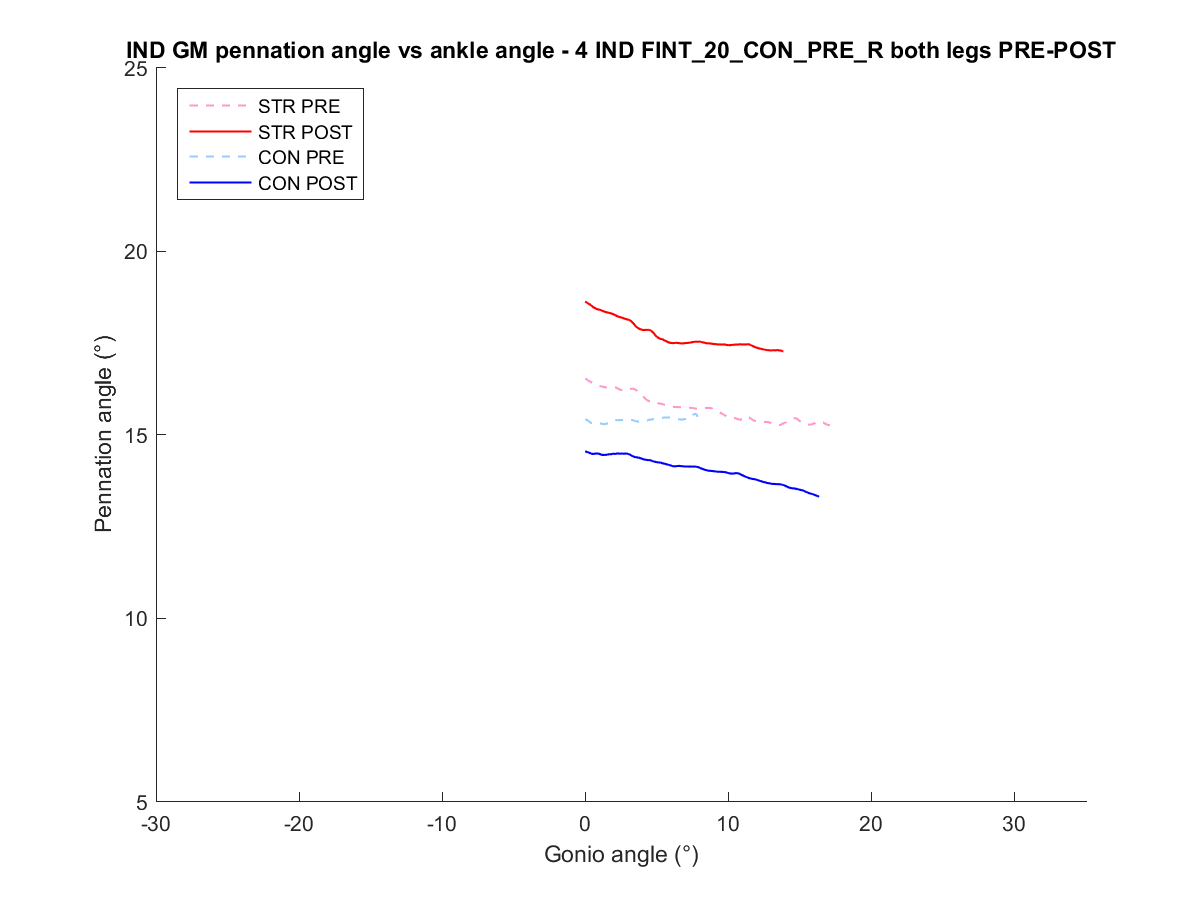 IND GM pennation angle vs ankle angle - 4 IND FINT_20_CON_PRE_R both legs PRE-POST
25
STR PRE
STR POST
CON PRE
CON POST
20
15
Pennation angle (°)
10
5
-30 -20 -10 0 10 20 30
Gonio angle (°)